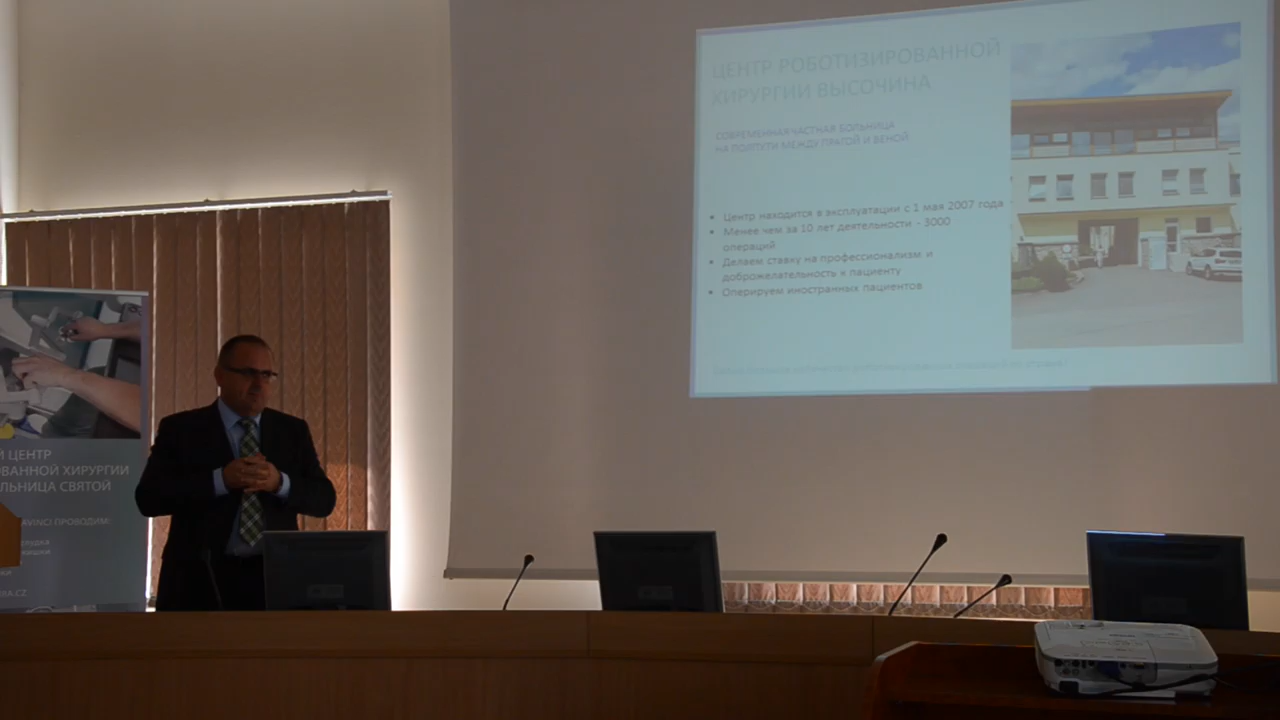 ЦЕНТР РОБОТИЗИРОВАННОЙ
ХИРУРГИИ ВЫСОЧИНА
СОВРЕМЕННАЯ ЧАСТНАЯ БОЛЬНИЦА
НА ПОЛПУТИ МЕЖДУ ПРАГОЙ И ВЕНОЙ
Центр находится в эксплуатации с 1 мая 2007 года
Менее чем за 10 лет деятельности - 3000
операций
Делаем ставку на профессионализм и
доброжелательность к пациенту
Оперируем иностранных пациентов
Й ЦЕНТР
ОВАННОЙ ХИРУРГИИ
ЛЬНИЦА СВЯТОЙ
AVINCI ПРОВОДИМ: